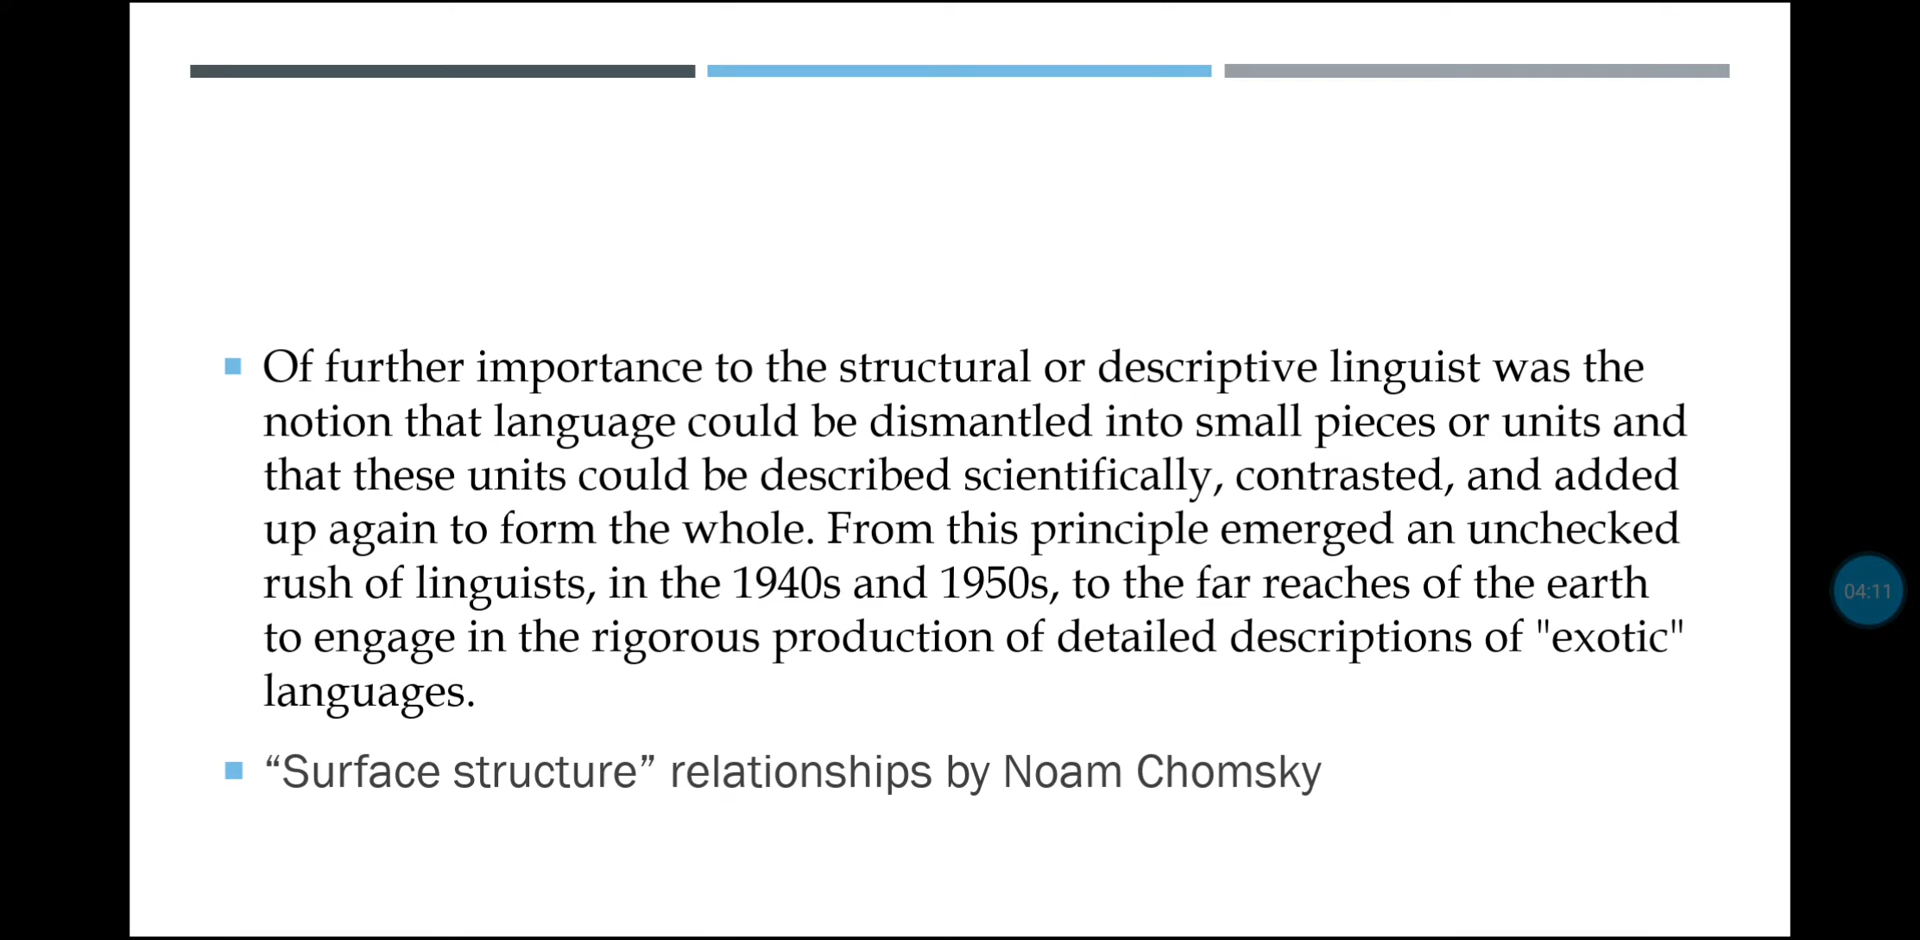 Of further importance to the structural or descriptive linguist was the
notion that language could be dismantled into small pieces or units and
that these units could be described scientifically, contrasted, and added
up again to form the whole. From this principle emerged an unchecked
rush of linguists, in the 1940s and 1950s, to the far reaches of the earth
to engage in the rigorous production of detailed descriptions of "exotic"
languages.
“Surface structure” relationships by Noam Chomsky
04:11